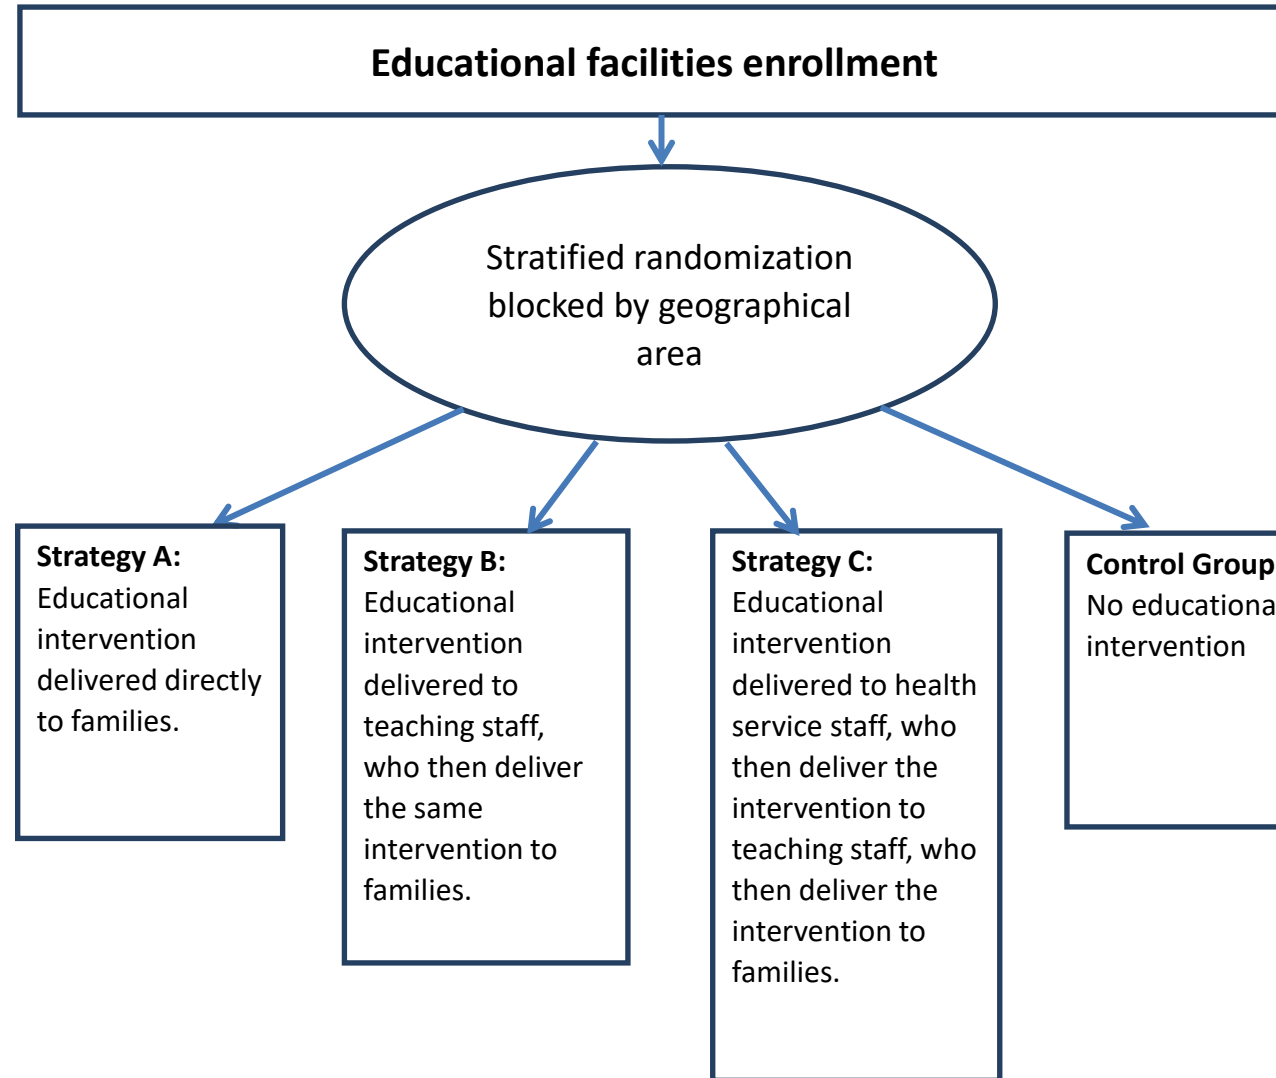 Educational facilities enrollment
Stratified randomization
blocked by geographical
area
Strategy A:
Educational
intervention
delivered directly
to families.
Strategy B:
Educational
intervention
delivered to
teaching staff,
who then deliver
the same
intervention to
families.
Strategy C:
Educational
intervention
delivered to health
service staff, who
then deliver the
intervention to
teaching staff, who
then deliver the
intervention to
families.
Control Group
No educationa
intervention